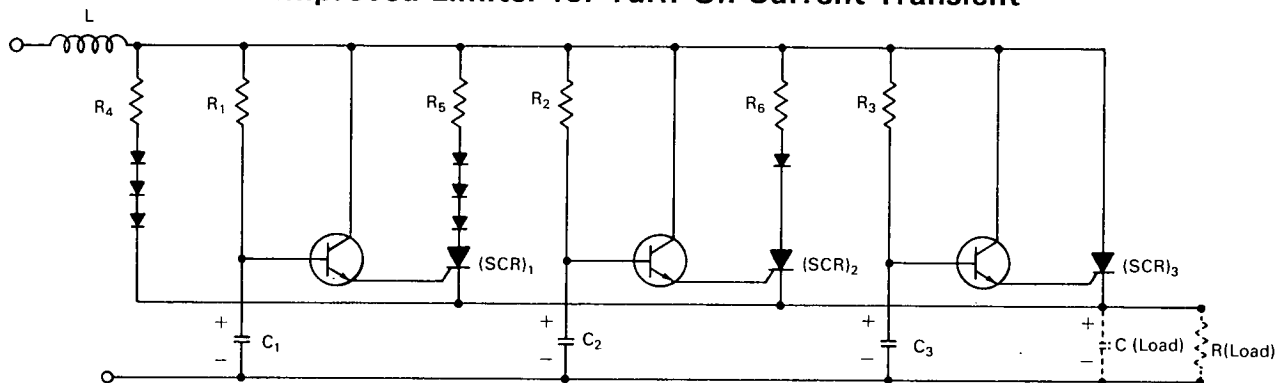 Limiter for Turn-On Current Transient
L
R4 R1 R5 R2 R6 R3
(SCR)1 (SCR)2 (SCR)3
+ + + +
C1 C2 C3 C (Load) R(Load)
− − − −